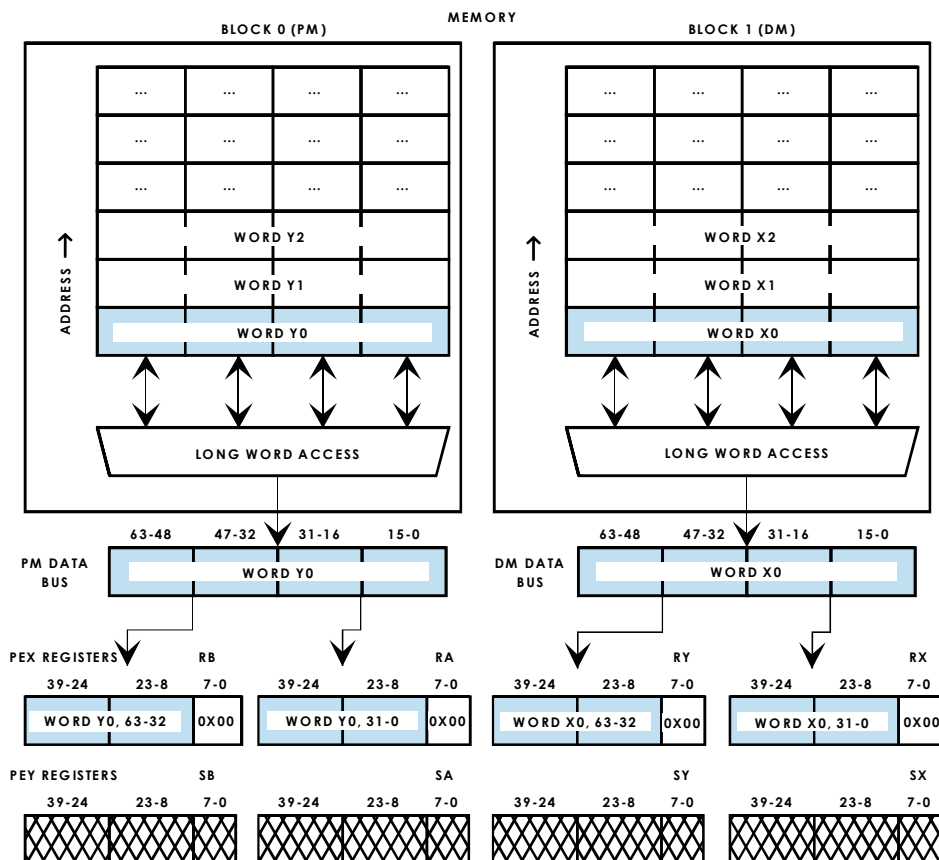 MEMORY
BLOCK 0 (PM) BLOCK 1 (DM)
... ... ... ... ... ... ... ...
... ... ... ... ... ... ... ...
... ... ... ... ... ... ... ...
WORD Y2 WORD X2
WORD Y1 WORD X1
ADDRESS → ADDRESS →
WORD Y0 WORD X0
LONG WORD ACCESS LONG WORD ACCESS
63-48 47-32 31-16 15-0 63-48 47-32 31-16 15-0
PM DATA BUS WORD Y0 DM DATA BUS WORD X0
PEX REGISTERS RB RA RY RX
39-24 23-8 7-0 39-24 23-8 7-0 39-24 23-8 7-0 39-24 23-8 7-0
WORD Y0, 63-32 0X00 WORD Y0, 31-0 0X00 WORD X0, 63-32 0X00 WORD X0, 31-0 0X00
PEY REGISTERS SB SA SY SX
39-24 23-8 7-0 39-24 23-8 7-0 39-24 23-8 7-0 39-24 23-8 7-0